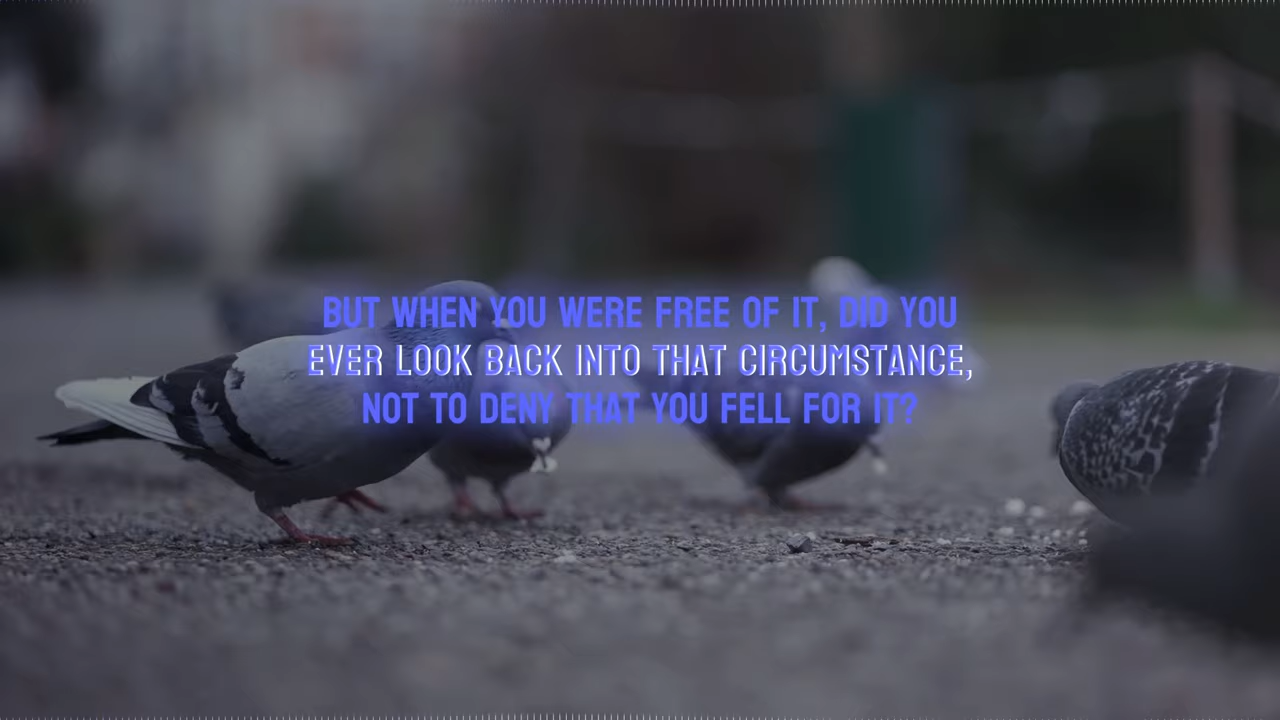 BUT WHEN YOU WERE FREE OF IT, DID YOU
EVER LOOK BACK INTO THAT CIRCUMSTANCE,
NOT TO DENY THAT YOU FELL FOR IT?